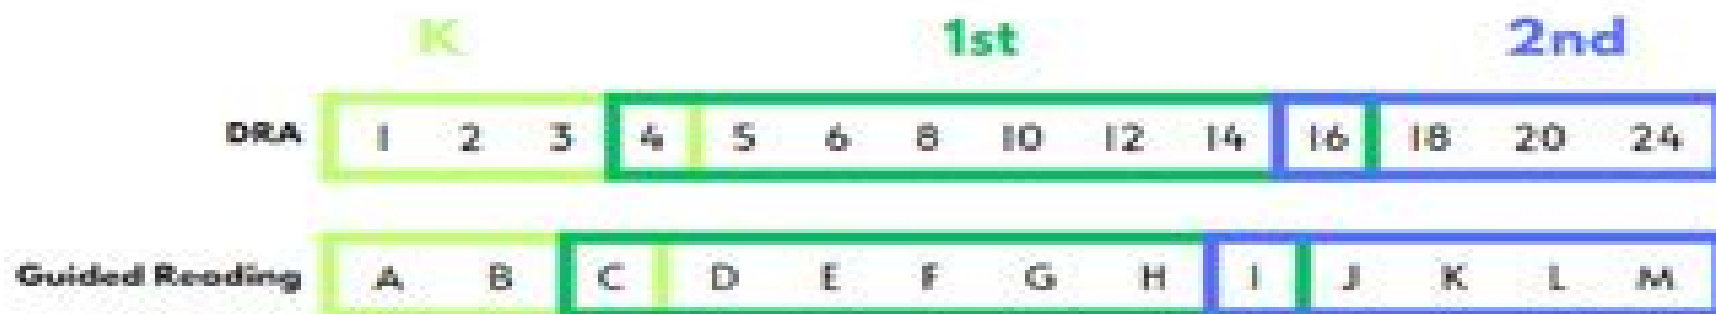 K 1st 2nd
DRA 1 2 3 4 5 6 8 10 12 14 16 18 20 24
Guided Reading A B C D E F G H I J K L M